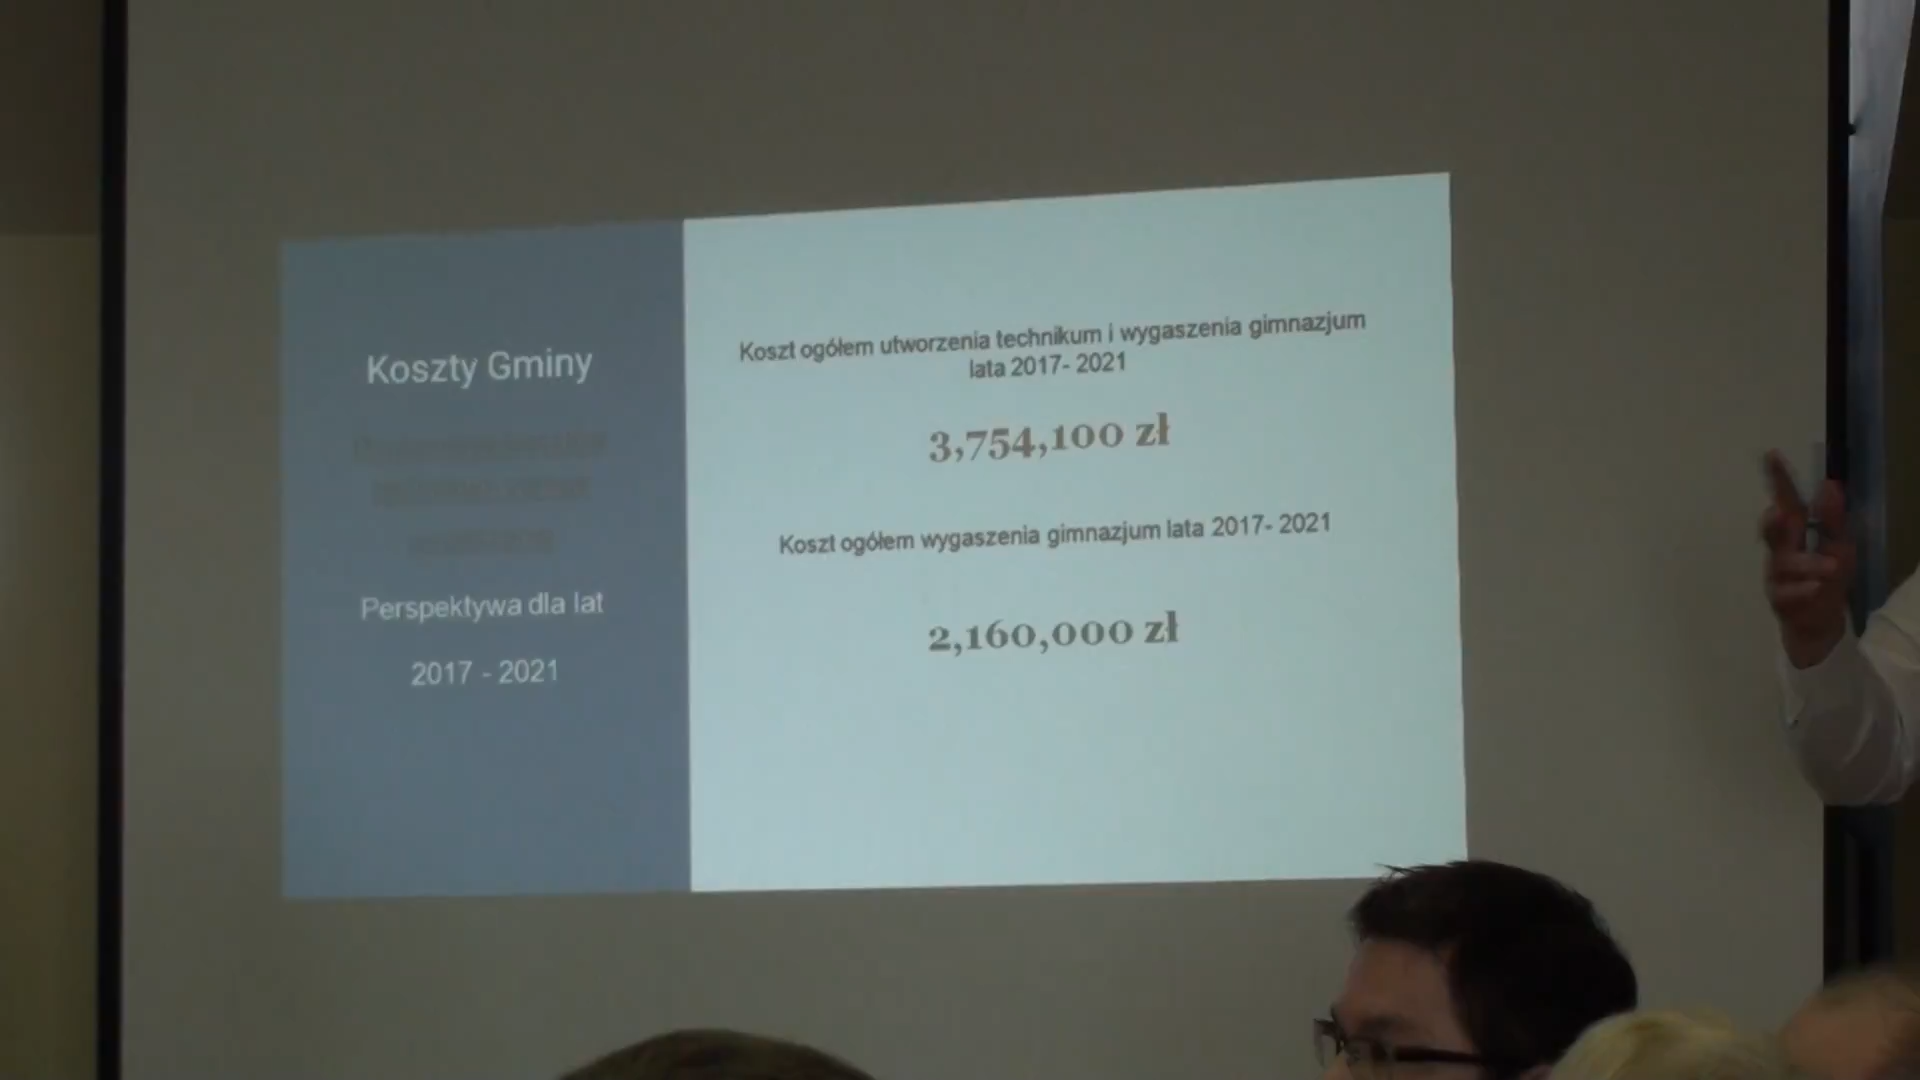 Koszty Gminy
Perspektywa dla lat
2017 - 2021
Koszt ogółem utworzenia technikum i wygaszenia gimnazjum
lata 2017- 2021
3,754,100 zł
Koszt ogółem wygaszenia gimnazjum lata 2017- 2021
2,160,000 zł